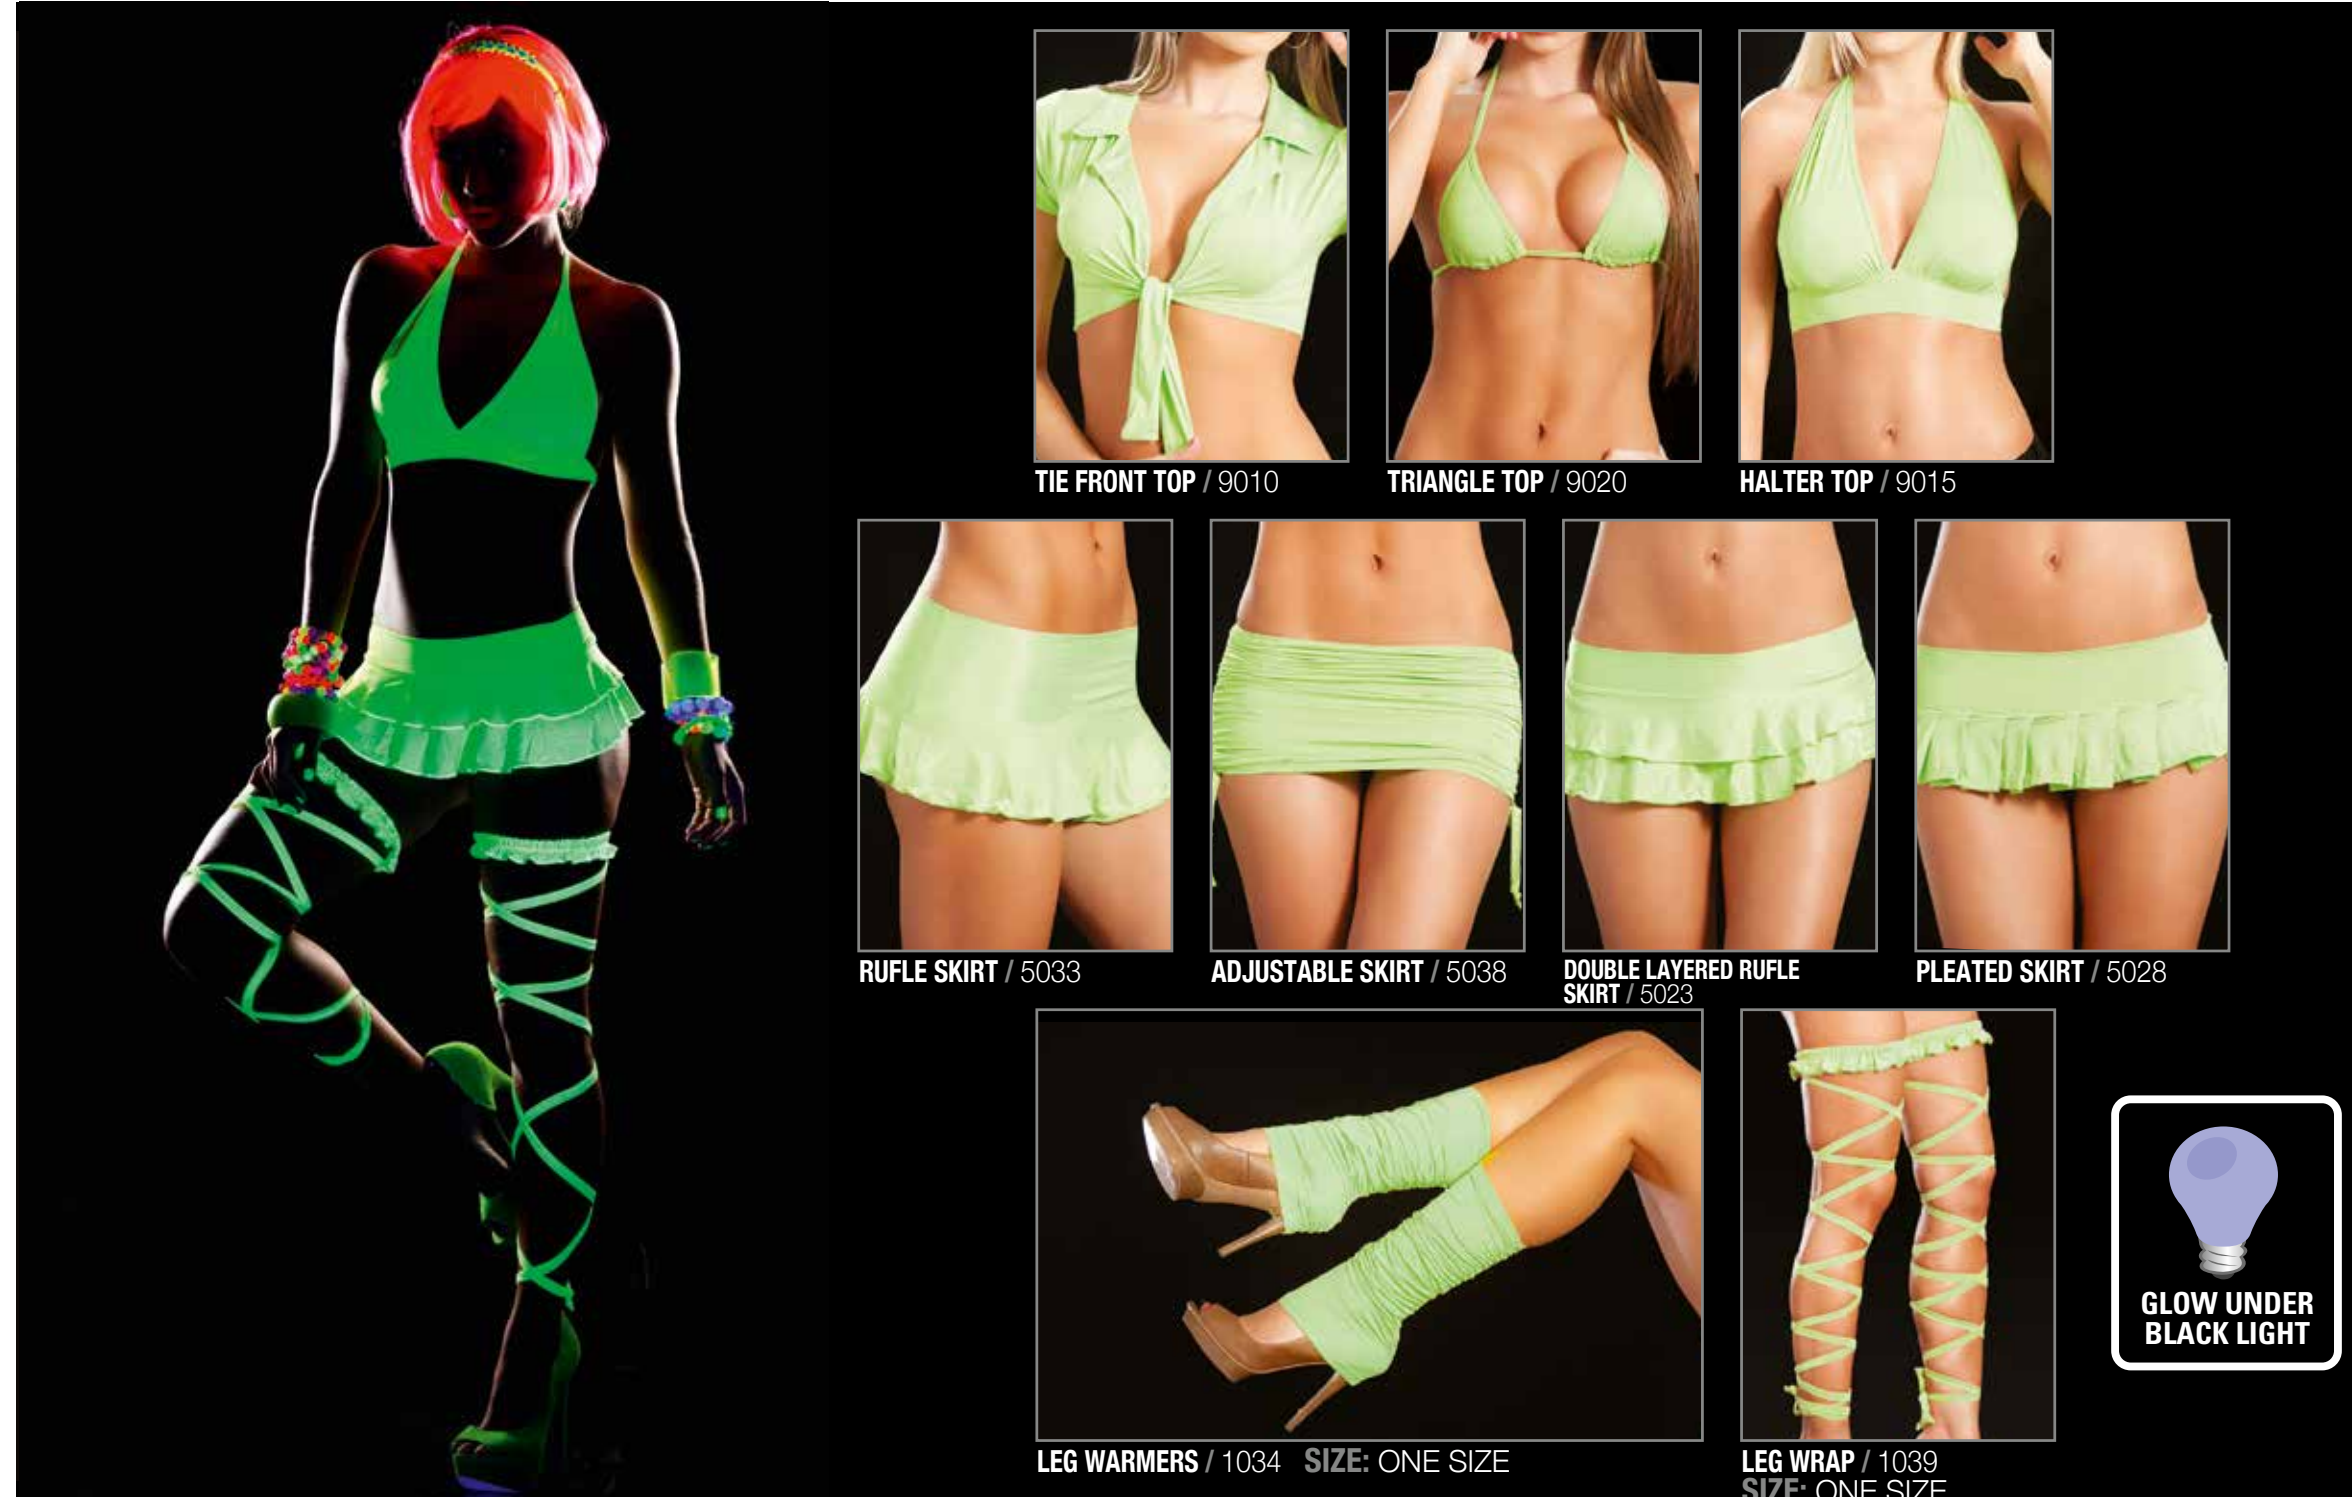 TIE FRONT TOP / 9010
TRIANGLE TOP / 9020
HALTER TOP / 9015
RUFLE SKIRT / 5033
ADJUSTABLE SKIRT / 5038
DOUBLE LAYERED RUFLE
SKIRT / 5023
PLEATED SKIRT / 5028
LEG WARMERS / 1034 SIZE: ONE SIZE
LEG WRAP / 1039
SIZE: ONE SIZE
GLOW UNDER
BLACK LIGHT